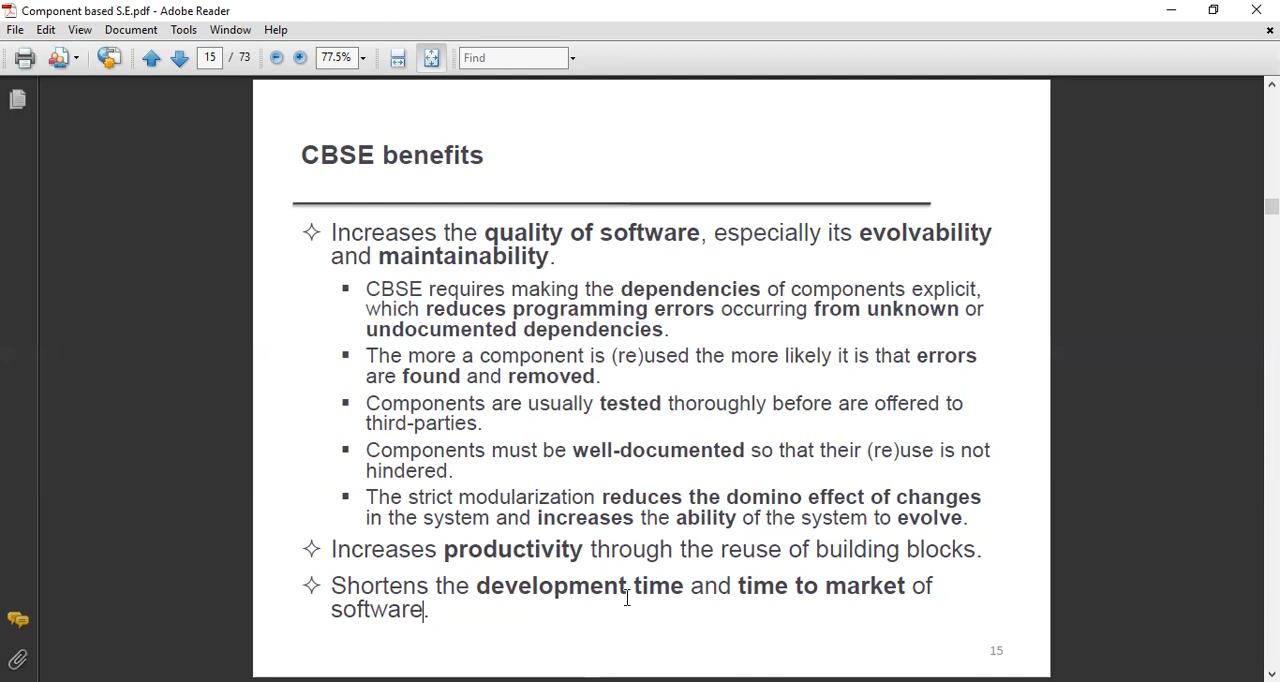 Component based S.E.pdf - Adobe Reader
File Edit View Document Tools Window Help
15 / 73 77.5% Find
CBSE benefits
✧ Increases the quality of software, especially its evolvability
and maintainability.
▪ CBSE requires making the dependencies of components explicit,
which reduces programming errors occurring from unknown or
undocumented dependencies.
▪ The more a component is (re)used the more likely it is that errors
are found and removed.
▪ Components are usually tested thoroughly before are offered to
third-parties.
▪ Components must be well-documented so that their (re)use is not
hindered.
▪ The strict modularization reduces the domino effect of changes
in the system and increases the ability of the system to evolve.
✧ Increases productivity through the reuse of building blocks.
✧ Shortens the development time and time to market of
software.
15